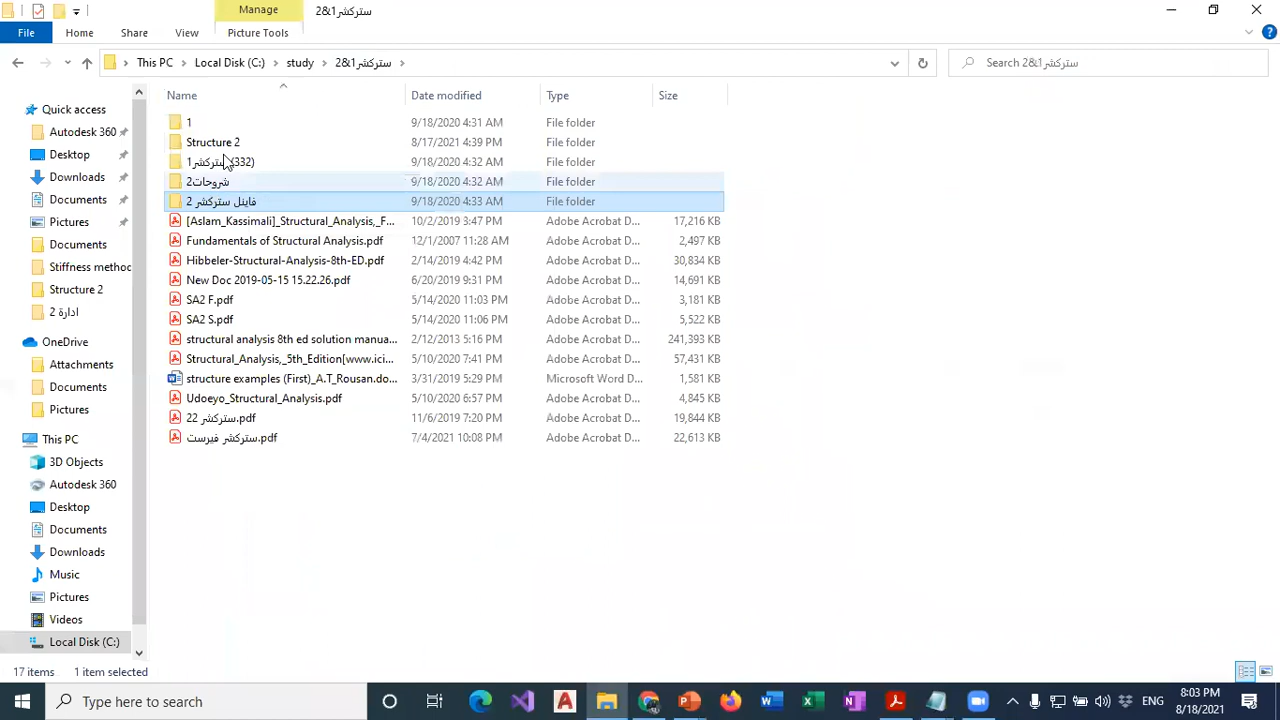 Manage
ستركشر1&2
File
Home
Share
View
Picture Tools
This PC
Local Disk (C:)
study
ستركشر1&2
Search ستركشر1&2
Name
Date modified
Type
Size
Quick access
Autodesk 360
Desktop
Downloads
Documents
Pictures
Documents
Stiffness method
Structure 2
ادارة 2
OneDrive
Attachments
Documents
Pictures
This PC
3D Objects
Autodesk 360
Desktop
Documents
Downloads
Music
Pictures
Videos
Local Disk (C:)
1 9/18/2020 4:31 AM File folder
Structure 2 8/17/2021 4:39 PM File folder
ستركشر1 (332) 9/18/2020 4:32 AM File folder
شروحات2 9/18/2020 4:32 AM File folder
فاينل ستركشر 2 9/18/2020 4:33 AM File folder
[Aslam_Kassimali]_Structural_Analysis,_F... 10/2/2019 3:47 PM Adobe Acrobat D... 17,216 KB
Fundamentals of Structural Analysis.pdf 12/1/2007 11:28 AM Adobe Acrobat D... 2,497 KB
Hibbeler-Structural-Analysis-8th-ED.pdf 2/14/2019 4:42 PM Adobe Acrobat D... 30,834 KB
New Doc 2019-05-15 15.22.26.pdf 6/20/2019 9:31 PM Adobe Acrobat D... 14,691 KB
SA2 F.pdf 5/14/2020 11:03 PM Adobe Acrobat D... 3,181 KB
SA2 S.pdf 5/14/2020 11:06 PM Adobe Acrobat D... 5,522 KB
structural analysis 8th ed solution manua... 2/12/2013 5:16 PM Adobe Acrobat D... 241,393 KB
Structural_Analysis,_5th_Edition[www.ici... 5/10/2020 7:41 PM Adobe Acrobat D... 57,431 KB
structure examples (First)_A.T_Rousan.do... 3/31/2019 5:29 PM Microsoft Word D... 1,581 KB
Udoeyo_Structural_Analysis.pdf 5/10/2020 6:57 PM Adobe Acrobat D... 4,845 KB
ستركشر 22.pdf 11/6/2019 7:20 PM Adobe Acrobat D... 19,844 KB
ستركشر فيرست.pdf 7/4/2021 10:08 PM Adobe Acrobat D... 22,613 KB
17 items
1 item selected
Type here to search
ENG
8:03 PM
8/18/2021